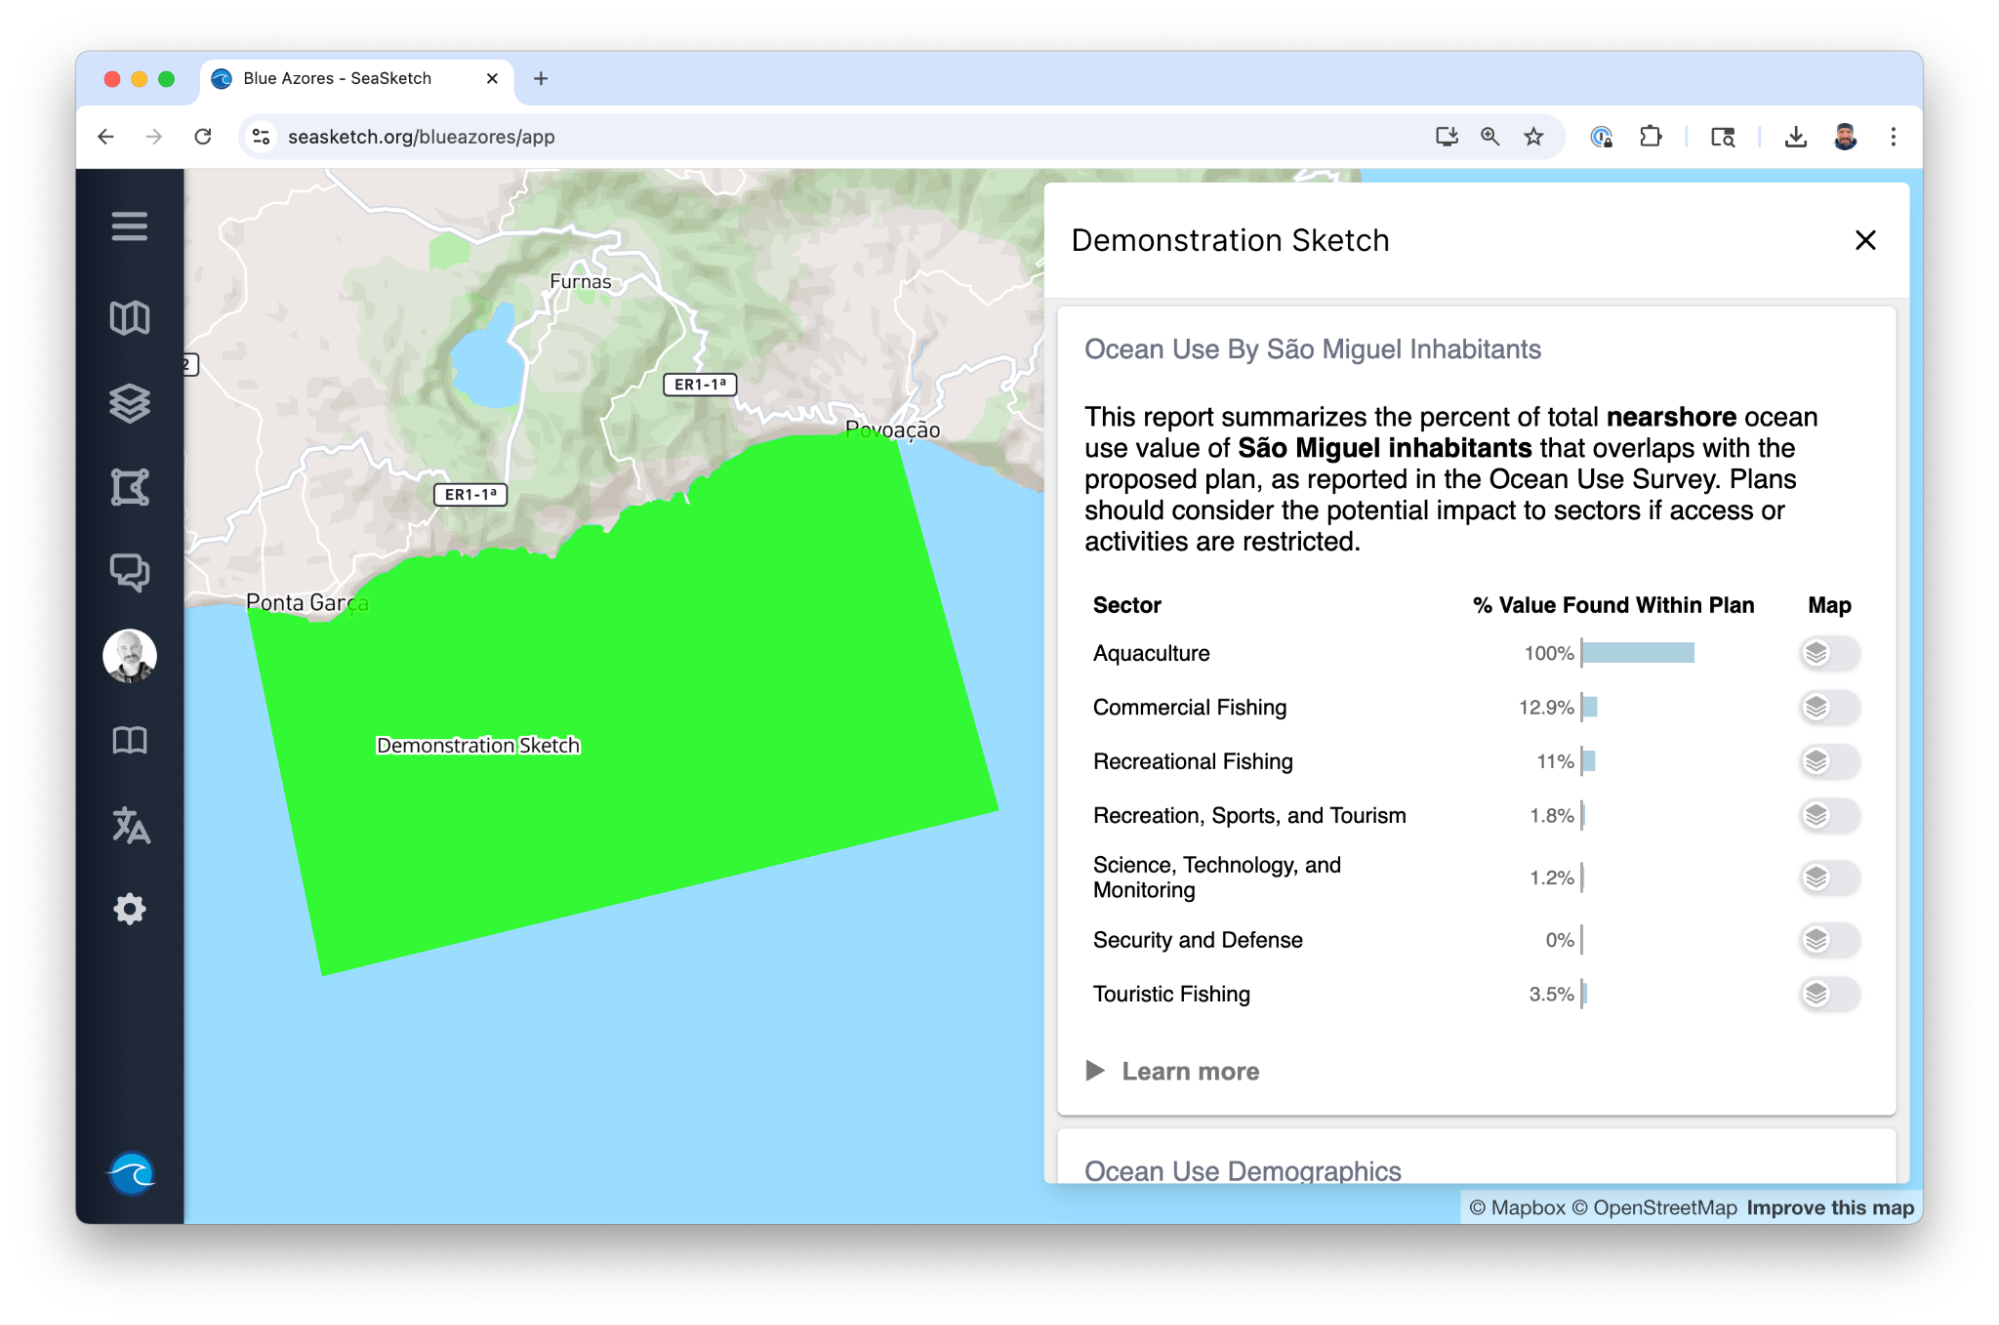 Blue Azores - SeaSketch
seasketch.org/blueazores/app
Furnas
2
ER1-1ª
Povoação
ER1-1ª
Ponta Garça
Demonstration Sketch
Demonstration Sketch
Ocean Use By São Miguel Inhabitants
This report summarizes the percent of total nearshore ocean
use value of São Miguel inhabitants that overlaps with the
proposed plan, as reported in the Ocean Use Survey. Plans
should consider the potential impact to sectors if access or
activities are restricted.
Sector % Value Found Within Plan Map
Aquaculture 100%
Commercial Fishing 12.9%
Recreational Fishing 11%
Recreation, Sports, and Tourism 1.8%
Science, Technology, and
Monitoring 1.2%
Security and Defense 0%
Touristic Fishing 3.5%
Learn more
Ocean Use Demographics
© Mapbox © OpenStreetMap Improve this map